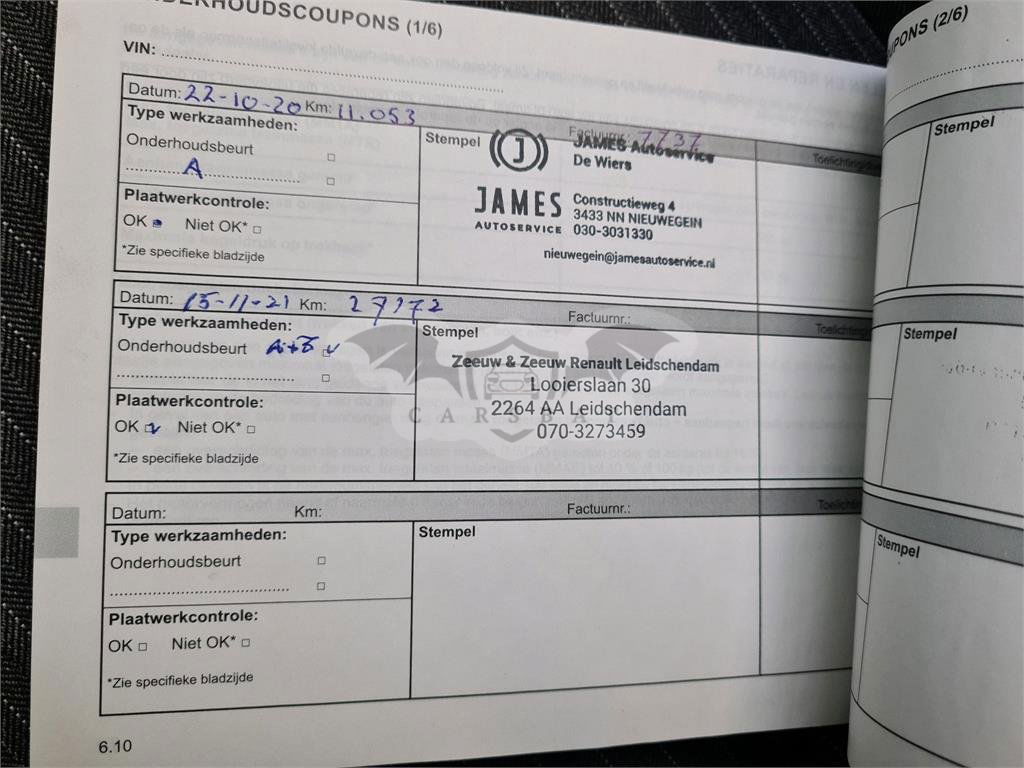 ONDERHOUDSCOUPONS (1/6)
VIN:
Datum: 22-10-20 Km: 11.053
Factuurnr.: 7737
Type werkzaamheden:
Onderhoudsbeurt
A
Plaatwerkcontrole:
OK Niet OK*
*Zie specifieke bladzijde
Stempel
JAMES Autoservice
De Wiers
JAMES
AUTOSERVICE
Constructieweg 4
3433 NN NIEUWEGEIN
030-3031330
nieuwegein@jamesautoservice.nl
Datum: 15-11-21 Km: 27172
Factuurnr.:
Type werkzaamheden:
Onderhoudsbeurt A+B
Plaatwerkcontrole:
OK Niet OK*
*Zie specifieke bladzijde
Stempel
Zeeuw & Zeeuw Renault Leidschendam
Looierslaan 30
2264 AA Leidschendam
070-3273459
CARSBAT
Datum: Km: Factuurnr.:
Type werkzaamheden:
Onderhoudsbeurt
Plaatwerkcontrole:
OK Niet OK*
*Zie specifieke bladzijde
Stempel
6.10
(2/6)
Stempel
Stempel
Stempel